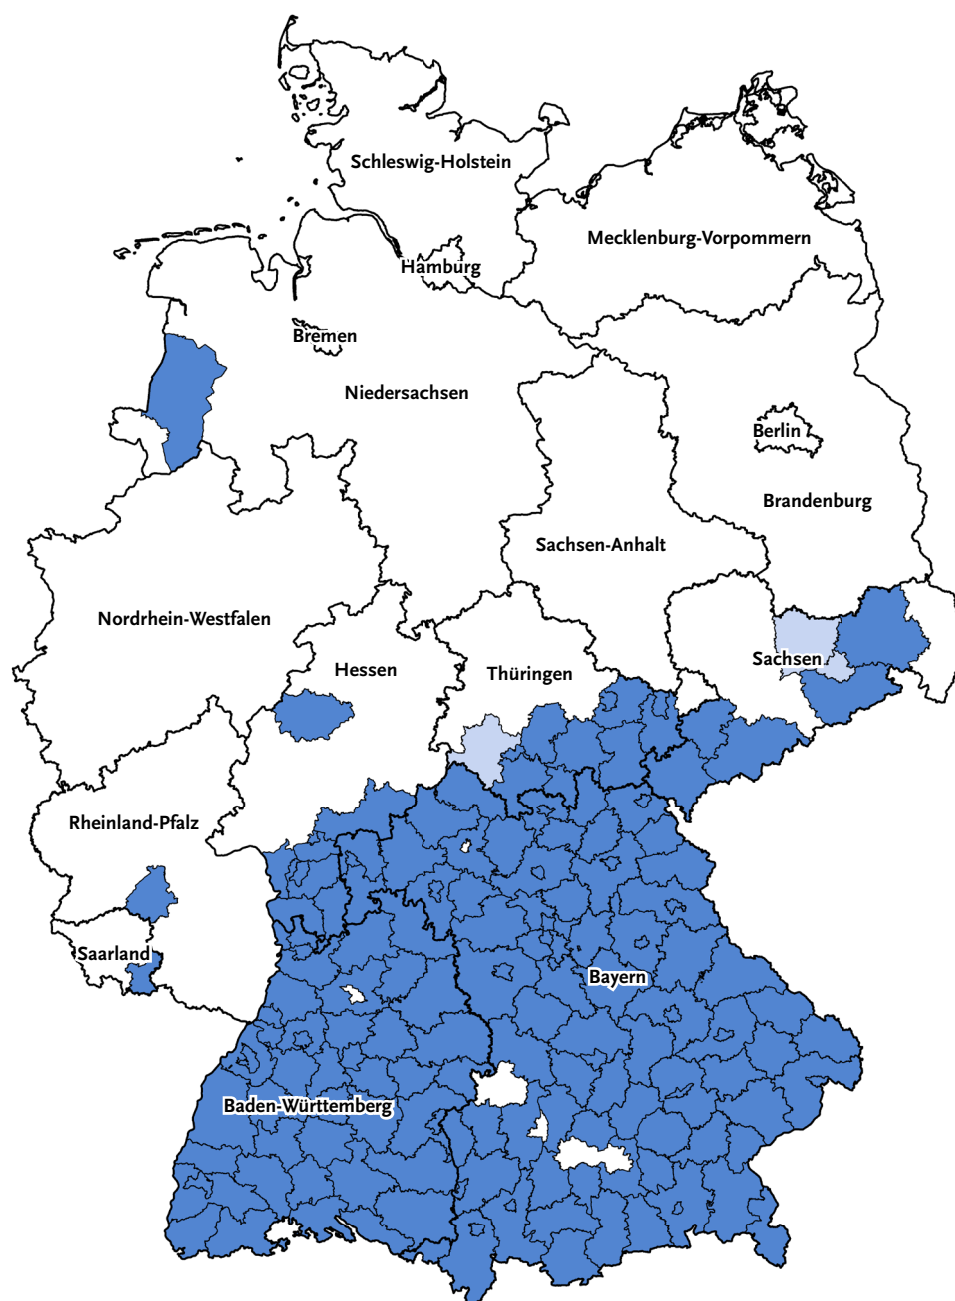 Schleswig-Holstein
Mecklenburg-Vorpommern
Hamburg
Bremen
Niedersachsen
Berlin
Brandenburg
Sachsen-Anhalt
Nordrhein-Westfalen
Sachsen
Hessen
Thüringen
Rheinland-Pfalz
Saarland
Bayern
Baden-Württemberg